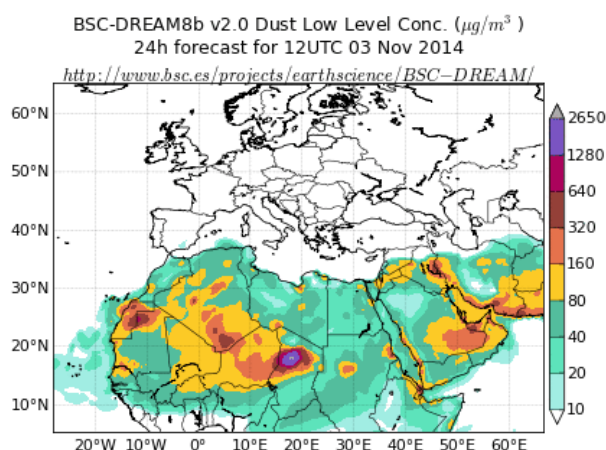 BSC-DREAM8b v2.0 Dust Low Level Conc. (μg/m³ )
24h forecast for 12UTC 03 Nov 2014
http://www.bsc.es/projects/earthscience/BSC−DREAM/
60°N
50°N
40°N
30°N
20°N
10°N
20°W 10°W 0° 10°E 20°E 30°E 40°E 50°E 60°E
2650
1280
640
320
160
80
40
20
10